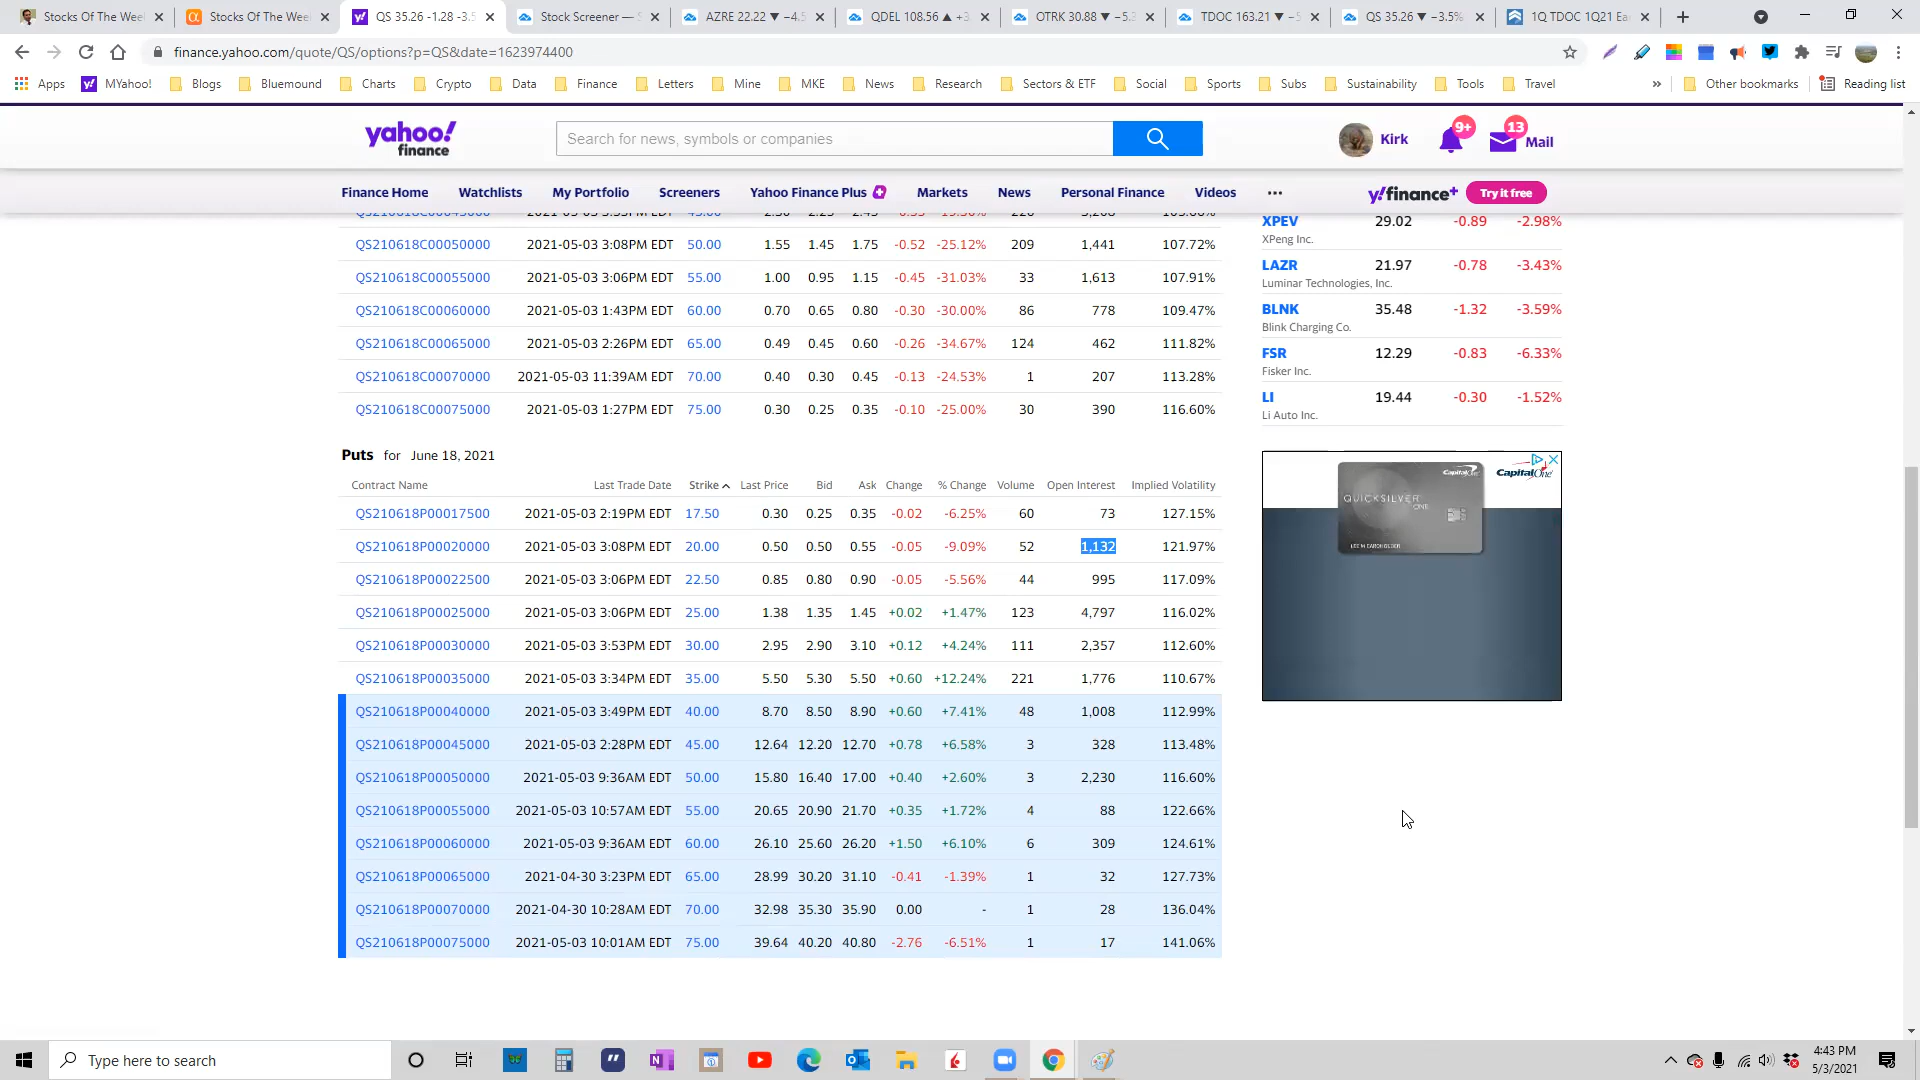 Stocks Of The Wee
Stocks Of The Wee
QS 35.26 -1.28 -3.5
Stock Screener — S
AZRE 22.22 ▼ −4.5
QDEL 108.56 ▲ +3
OTRK 30.88 ▼ −5.2
TDOC 163.21 ▼ −5
QS 35.26 ▼ −3.5%
1Q TDOC 1Q21 Ea
finance.yahoo.com/quote/QS/options?p=QS&date=1623974400
Apps
MYahoo!
Blogs
Bluemound
Charts
Crypto
Data
Finance
Letters
Mine
MKE
News
Research
Sectors & ETF
Social
Sports
Subs
Sustainability
Tools
Travel
»
Other bookmarks
Reading list
yahoo!
finance
Search for news, symbols or companies
Kirk
9+
13
Mail
Finance Home
Watchlists
My Portfolio
Screeners
Yahoo Finance Plus
Markets
News
Personal Finance
Videos
y!finance+
Try it free
QS210618C00050000 2021-05-03 3:08PM EDT 50.00 1.55 1.45 1.75 -0.52 -25.12% 209 1,441 107.72%
QS210618C00055000 2021-05-03 3:06PM EDT 55.00 1.00 0.95 1.15 -0.45 -31.03% 33 1,613 107.91%
QS210618C00060000 2021-05-03 1:43PM EDT 60.00 0.70 0.65 0.80 -0.30 -30.00% 86 778 109.47%
QS210618C00065000 2021-05-03 2:26PM EDT 65.00 0.49 0.45 0.60 -0.26 -34.67% 124 462 111.82%
QS210618C00070000 2021-05-03 11:39AM EDT 70.00 0.40 0.30 0.45 -0.13 -24.53% 1 207 113.28%
QS210618C00075000 2021-05-03 1:27PM EDT 75.00 0.30 0.25 0.35 -0.10 -25.00% 30 390 116.60%
Puts for June 18, 2021
Contract Name Last Trade Date Strike Last Price Bid Ask Change % Change Volume Open Interest Implied Volatility
QS210618P00017500 2021-05-03 2:19PM EDT 17.50 0.30 0.25 0.35 -0.02 -6.25% 60 73 127.15%
QS210618P00020000 2021-05-03 3:08PM EDT 20.00 0.50 0.50 0.55 -0.05 -9.09% 52 1,132 121.97%
QS210618P00022500 2021-05-03 3:06PM EDT 22.50 0.85 0.80 0.90 -0.05 -5.56% 44 995 117.09%
QS210618P00025000 2021-05-03 3:06PM EDT 25.00 1.38 1.35 1.45 +0.02 +1.47% 123 4,797 116.02%
QS210618P00030000 2021-05-03 3:53PM EDT 30.00 2.95 2.90 3.10 +0.12 +4.24% 111 2,357 112.60%
QS210618P00035000 2021-05-03 3:34PM EDT 35.00 5.50 5.30 5.50 +0.60 +12.24% 221 1,776 110.67%
QS210618P00040000 2021-05-03 3:49PM EDT 40.00 8.70 8.50 8.90 +0.60 +7.41% 48 1,008 112.99%
QS210618P00045000 2021-05-03 2:28PM EDT 45.00 12.64 12.20 12.70 +0.78 +6.58% 3 328 113.48%
QS210618P00050000 2021-05-03 9:36AM EDT 50.00 15.80 16.40 17.00 +0.40 +2.60% 3 2,230 116.60%
QS210618P00055000 2021-05-03 10:57AM EDT 55.00 20.65 20.90 21.70 +0.35 +1.72% 4 88 122.66%
QS210618P00060000 2021-05-03 9:36AM EDT 60.00 26.10 25.60 26.20 +1.50 +6.10% 6 309 124.61%
QS210618P00065000 2021-04-30 3:23PM EDT 65.00 28.99 30.20 31.10 -0.41 -1.39% 1 32 127.73%
QS210618P00070000 2021-04-30 10:28AM EDT 70.00 32.98 35.30 35.90 0.00 - 1 28 136.04%
QS210618P00075000 2021-05-03 10:01AM EDT 75.00 39.64 40.20 40.80 -2.76 -6.51% 1 17 141.06%
XPEV 29.02 -0.89 -2.98%
XPeng Inc.
LAZR 21.97 -0.78 -3.43%
Luminar Technologies, Inc.
BLNK 35.48 -1.32 -3.59%
Blink Charging Co.
FSR 12.29 -0.83 -6.33%
Fisker Inc.
LI 19.44 -0.30 -1.52%
Li Auto Inc.
Capital One
Capital One
QUICKSILVER
ONE
LEE M CARDHOLDER
Type here to search
4:43 PM
5/3/2021